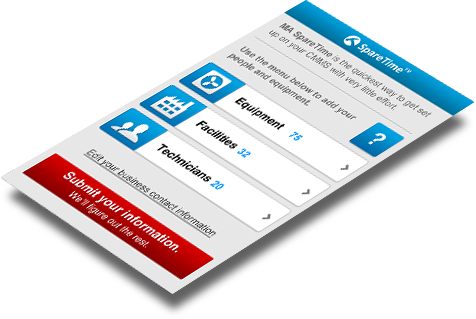 SpareTime™
MA SpareTime is the quickest way to get set
up on your CMMS with very little effort.
Use the menu below to add your
people and equipment.
?
Equipment 75
Facilities 32
Technicians 20
Edit your business contact information
Submit your information.
We'll figure out the rest.